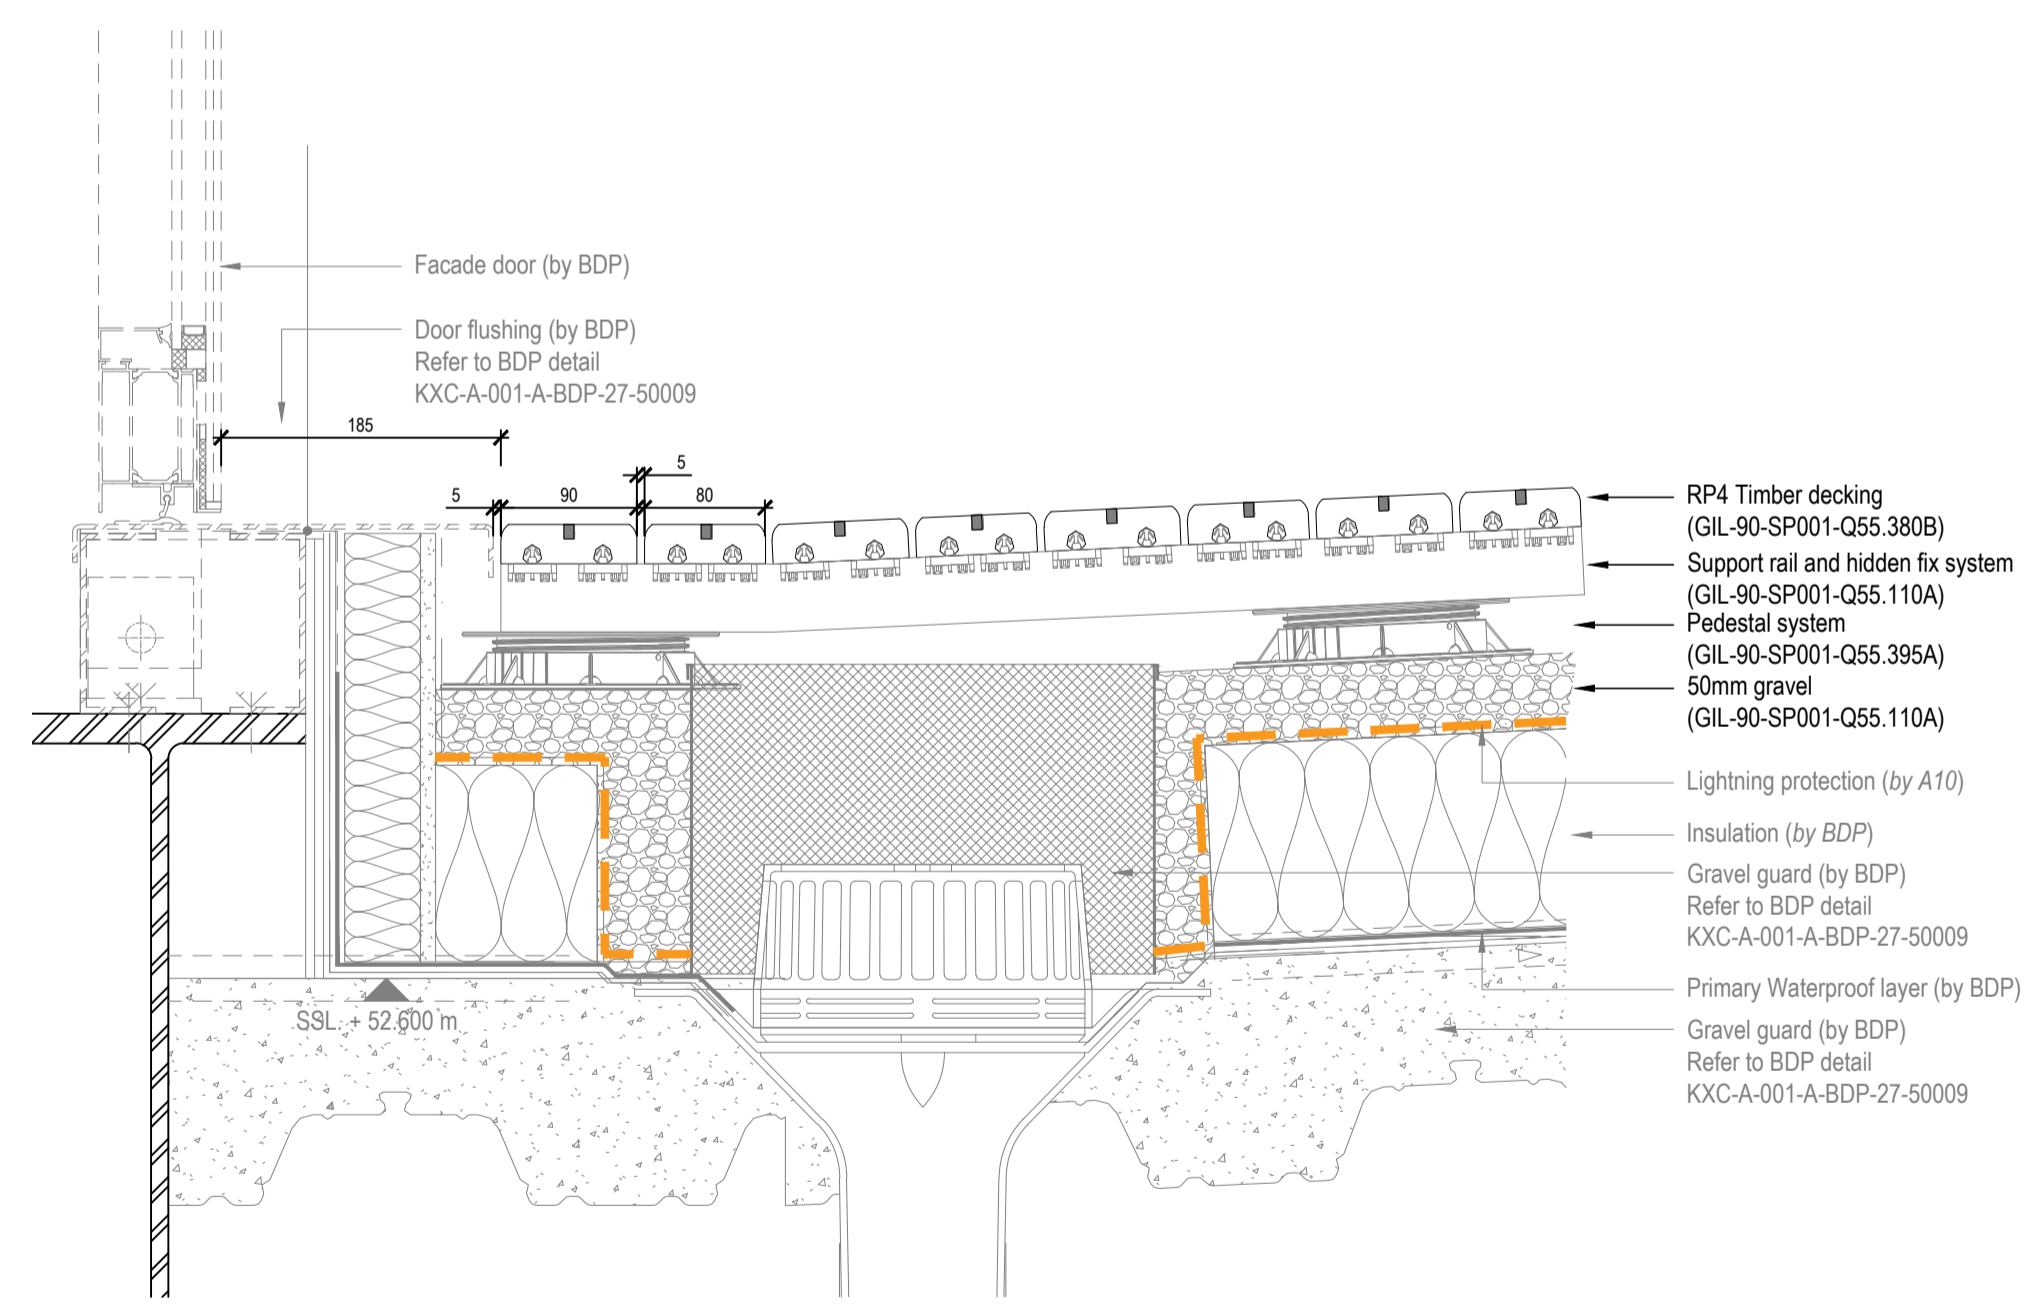 Facade door (by BDP)
Door flushing (by BDP)
Refer to BDP detail
KXC-A-001-A-BDP-27-50009
185
5
5
90
80
RP4 Timber decking
(GIL-90-SP001-Q55.380B)
Support rail and hidden fix system
(GIL-90-SP001-Q55.110A)
Pedestal system
(GIL-90-SP001-Q55.395A)
50mm gravel
(GIL-90-SP001-Q55.110A)
Lightning protection (by A10)
Insulation (by BDP)
Gravel guard (by BDP)
Refer to BDP detail
KXC-A-001-A-BDP-27-50009
Primary Waterproof layer (by BDP)
Gravel guard (by BDP)
Refer to BDP detail
KXC-A-001-A-BDP-27-50009
SSL. + 52.600 m